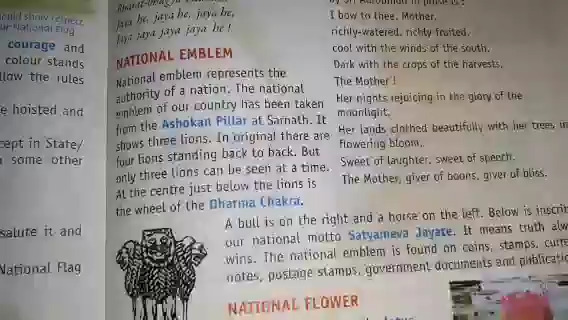 ould show respect
ur National Flag
courage and
colour stands
llow the rules
e hoisted and
cept in State/
some other
salute it and
National Flag
jaya he, jaya he, jaya he,
jaya jaya jaya jaya he!
NATIONAL EMBLEM
National emblem represents the
authority of a nation. The national
emblem of our country has been taken
from the Ashokan Pillar at Sarnath. It
shows three lions. In original there are
four lions standing back to back. But
only three lions can be seen at a time.
At the centre just below the lions is
the wheel of the Dharma Chakra.
I bow to thee, Mother,
richly-watered, richly fruited,
cool with the winds of the south,
Dark with the crops of the harvests,
The Mother!
Her nights rejoicing in the glory of the
moonlight,
Her lands clothed beautifully with her trees in
flowering bloom,
Sweet of laughter, sweet of speech,
The Mother, giver of boons, giver of bliss.
A bull is on the right and a horse on the left. Below is inscri
our national motto Satyameva Jayate. It means truth alw
wins. The national emblem is found on coins, stamps, curre
notes, postage stamps, government documents and publicatio
NATIONAL FLOWER